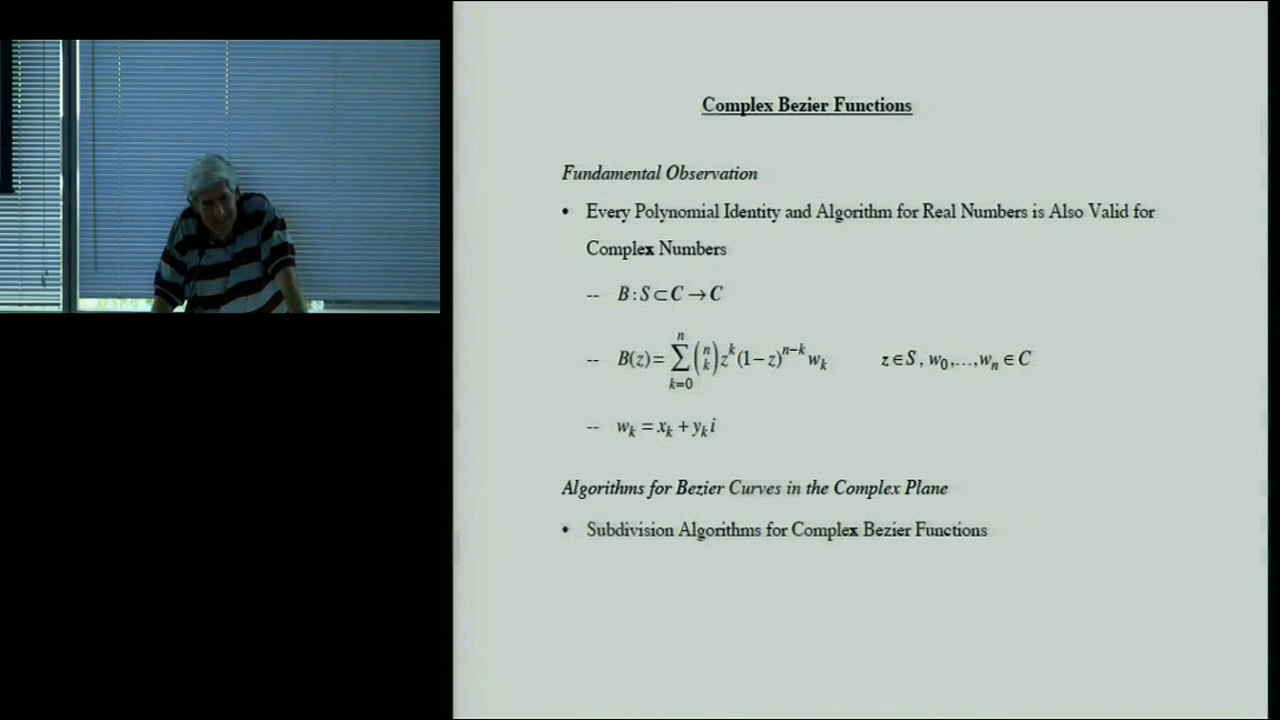 Complex Bezier Functions
Fundamental Observation
• Every Polynomial Identity and Algorithm for Real Numbers is Also Valid for
Complex Numbers
-- B : S ⊂ C → C
-- B(z) = \sum_{k=0}^{n} \binom{n}{k} z^k (1 − z)^{n−k} w_k z ∈ S , w_0,...,w_n ∈ C
-- w_k = x_k + y_k i
Algorithms for Bezier Curves in the Complex Plane
• Subdivision Algorithms for Complex Bezier Functions